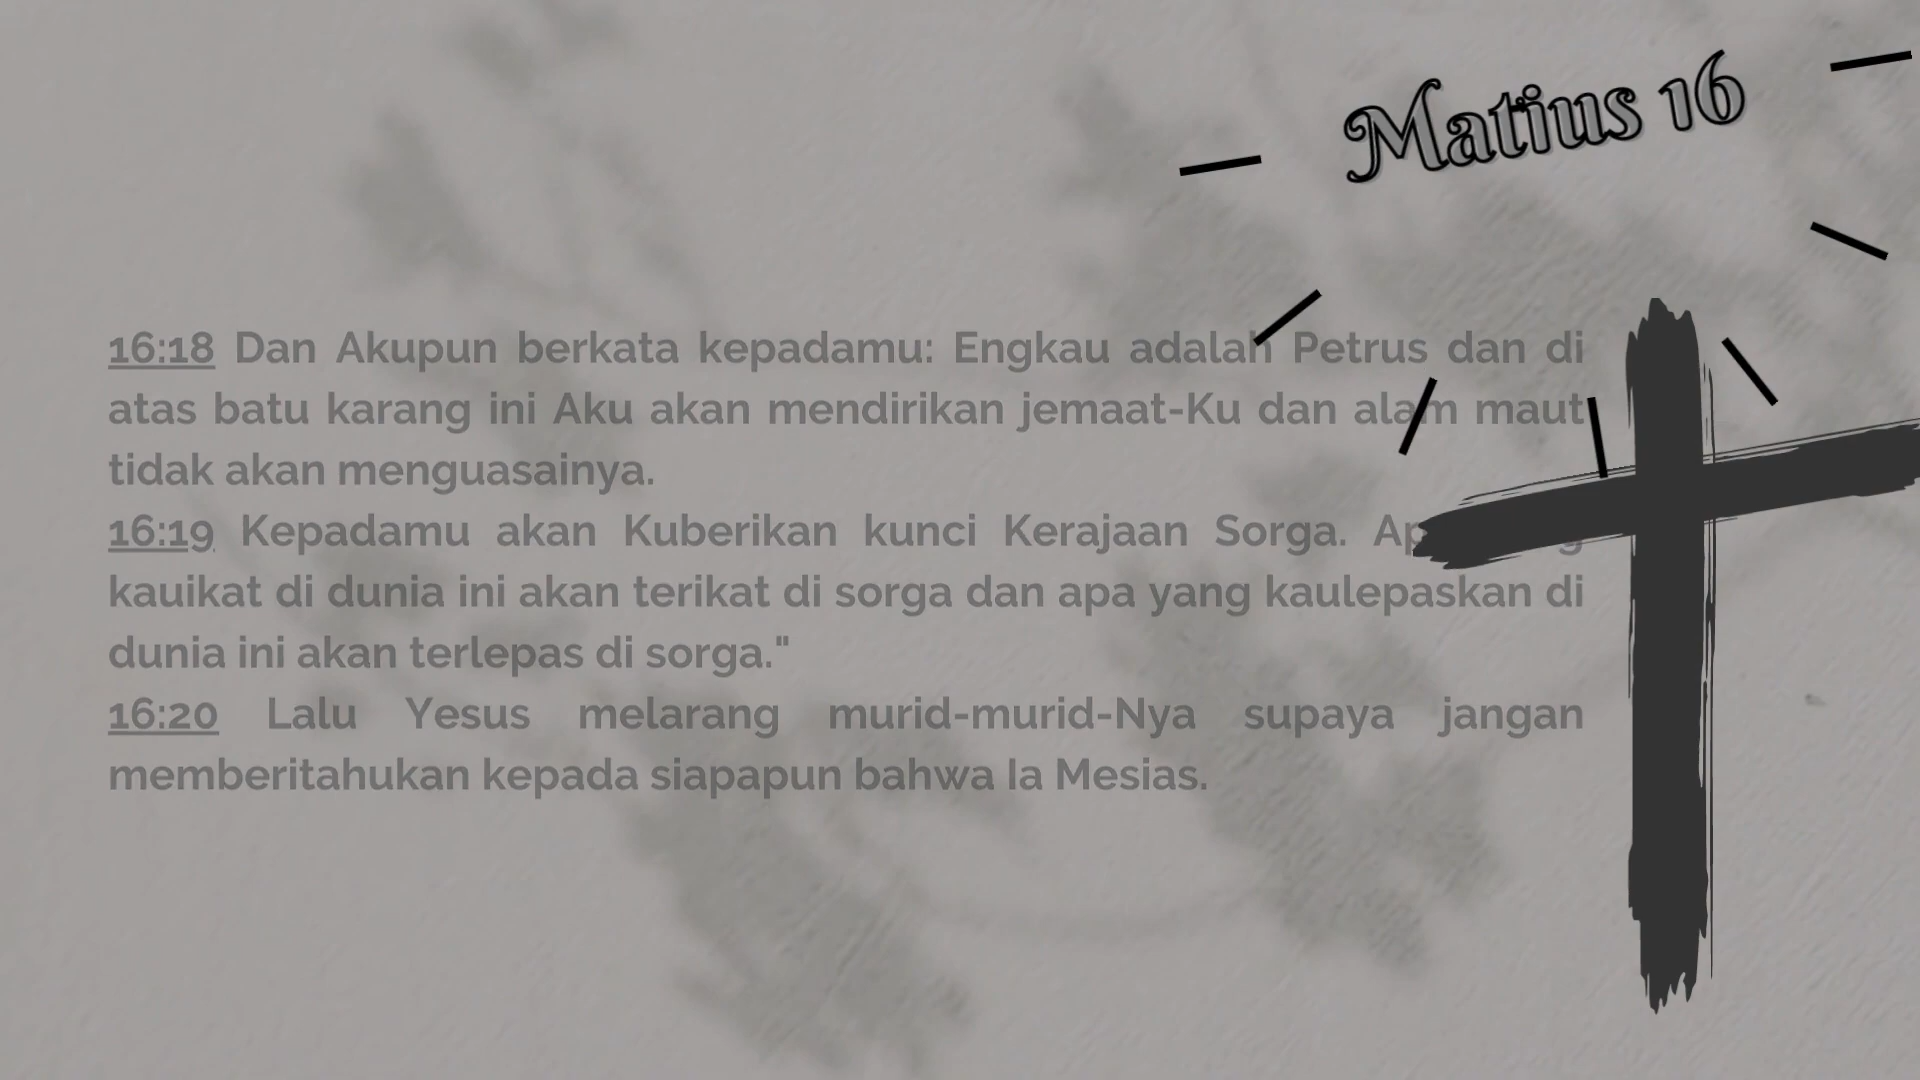 Matius 16
16:18 Dan Akupun berkata kepadamu: Engkau adalah Petrus dan di
atas batu karang ini Aku akan mendirikan jemaat-Ku dan alam maut
tidak akan menguasainya.
16:19 Kepadamu akan Kuberikan kunci Kerajaan Sorga.
kauikat di dunia ini akan terikat di sorga dan apa yang kaulepaskan di
dunia ini akan terlepas di sorga."
16:20 Lalu Yesus melarang murid-murid-Nya supaya jangan
memberitahukan kepada siapapun bahwa Ia Mesias.